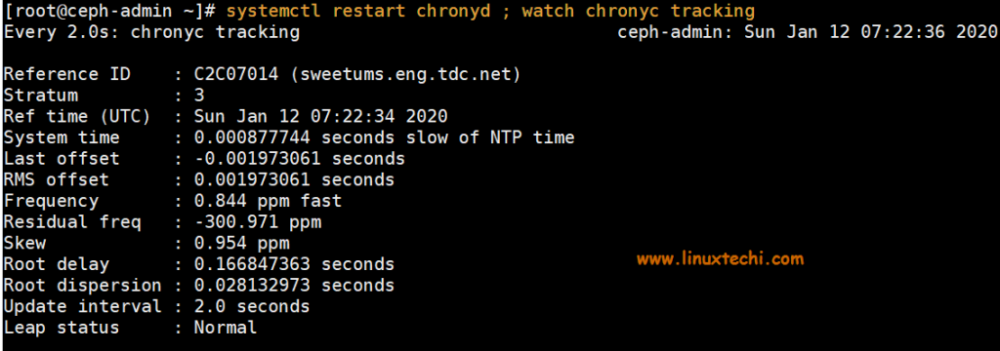 [root@ceph-admin ~]# systemctl restart chronyd ; watch chronyc tracking
Every 2.0s: chronyc tracking ceph-admin: Sun Jan 12 07:22:36 2020
Reference ID : C2C07014 (sweetums.eng.tdc.net)
Stratum : 3
Ref time (UTC) : Sun Jan 12 07:22:34 2020
System time : 0.000877744 seconds slow of NTP time
Last offset : -0.001973061 seconds
RMS offset : 0.001973061 seconds
Frequency : 0.844 ppm fast
Residual freq : -300.971 ppm
Skew : 0.954 ppm
Root delay : 0.166847363 seconds
Root dispersion : 0.028132973 seconds
Update interval : 2.0 seconds
Leap status : Normal
www.linuxtechi.com